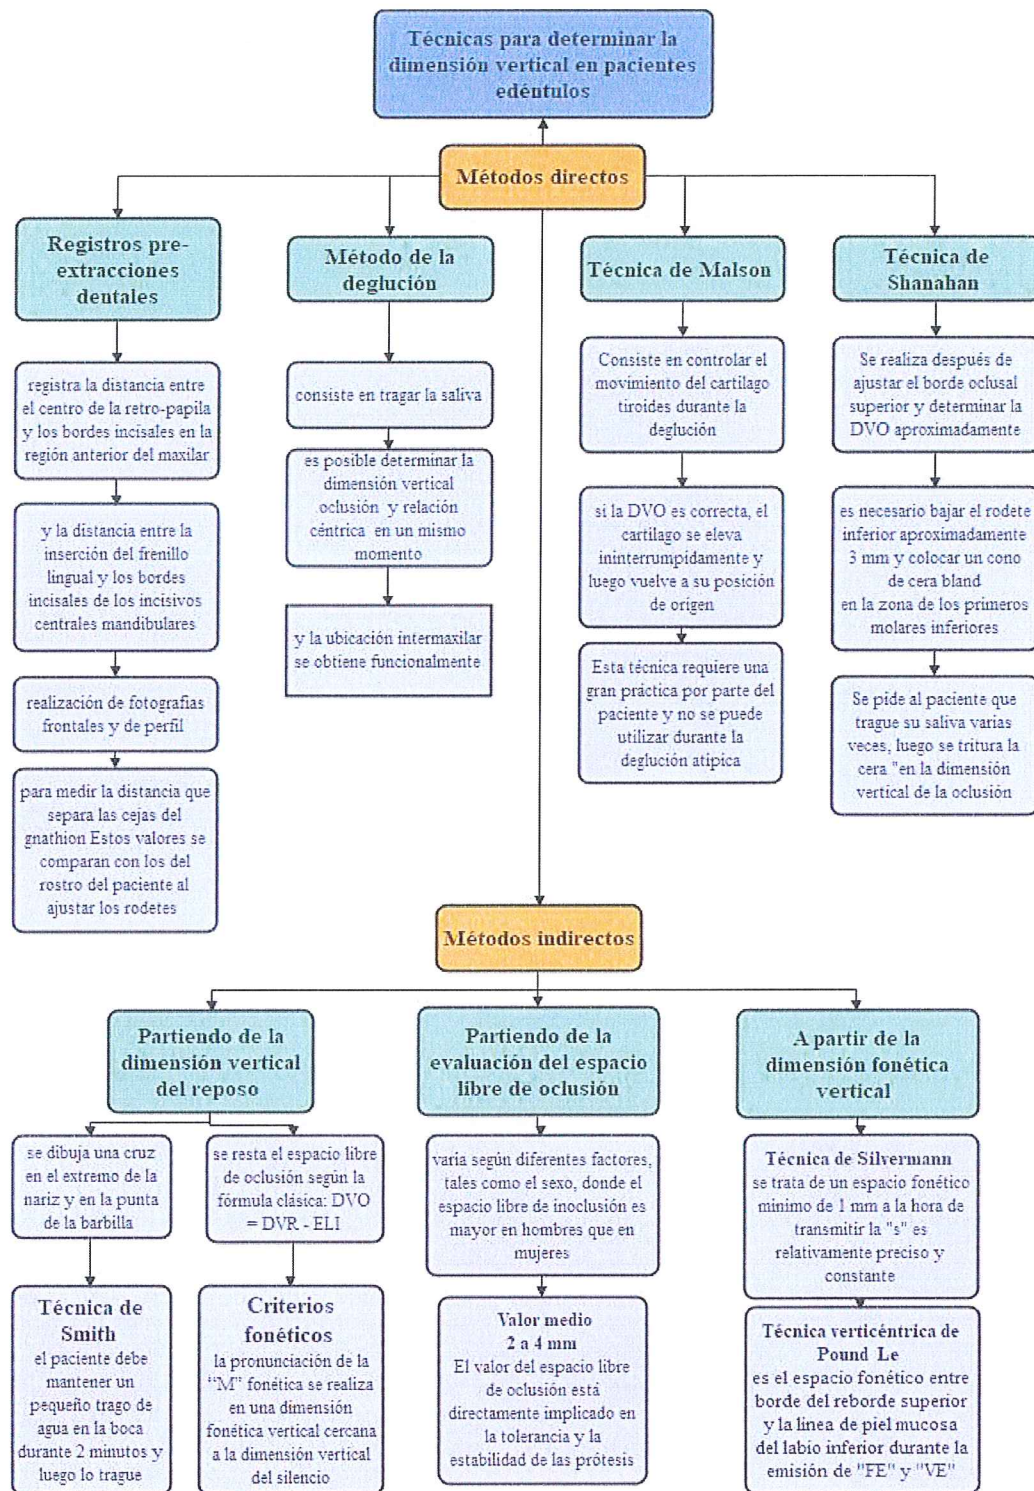 Técnicas para determinar la
dimensión vertical en pacientes
edéntulos
Métodos directos
Registros pre-
extracciones
dentales
registra la distancia entre
el centro de la retro-papila
y los bordes incisales en la
región anterior del maxilar
y la distancia entre la
inserción del frenillo
lingual y los bordes
incisales de los incisivos
centrales mandibulares
realización de fotografías
frontales y de perfil
para medir la distancia que
separa las cejas del
gnathion Estos valores se
comparan con los del
rostro del paciente al
ajustar los rodetes
Método de la
deglución
consiste en tragar la saliva
es posible determinar la
dimensión vertical
oclusión y relación
céntrica en un mismo
momento
y la ubicación intermaxilar
se obtiene funcionalmente
Técnica de Malson
Consiste en controlar el
movimiento del cartílago
tiroides durante la
deglución
si la DVO es correcta, el
cartílago se eleva
ininterrumpidamente y
luego vuelve a su posición
de origen
Esta técnica requiere una
gran práctica por parte del
paciente y no se puede
utilizar durante la
deglución atípica
Técnica de
Shanahan
Se realiza después de
ajustar el borde oclusal
superior y determinar la
DVO aproximadamente
es necesario bajar el rodete
inferior aproximadamente
3 mm y colocar un cono
de cera bland
en la zona de los primeros
molares inferiores
Se pide al paciente que
trague su saliva varias
veces, luego se tritura la
cera "en la dimensión
vertical de la oclusión
Métodos indirectos
Partiendo de la
dimensión vertical
del reposo
se dibuja una cruz
en el extremo de la
nariz y en la punta
de la barbilla
Técnica de
Smith
el paciente debe
mantener un
pequeño trago de
agua en la boca
durante 2 minutos y
luego lo trague
se resta el espacio libre
de oclusión según la
fórmula clásica: DVO
= DVR - ELI
Criterios
fonéticos
la pronunciación de la
“M” fonética se realiza
en una dimensión
fonética vertical cercana
a la dimensión vertical
del silencio
Partiendo de la
evaluación del espacio
libre de oclusión
varia según diferentes factores,
tales como el sexo, donde el
espacio libre de inoclusión es
mayor en hombres que en
mujeres
Valor medio
2 a 4 mm
El valor del espacio libre
de oclusión está
directamente implicado en
la tolerancia y la
estabilidad de las prótesis
A partir de la
dimensión fonética
vertical
Técnica de Silvermann
se trata de un espacio fonético
mínimo de 1 mm a la hora de
transmitir la "s" es
relativamente preciso y
constante
Técnica verticéntrica de
Pound Le
es el espacio fonético entre
borde del reborde superior
y la línea de piel mucosa
del labio inferior durante la
emisión de "FE" y "VE"